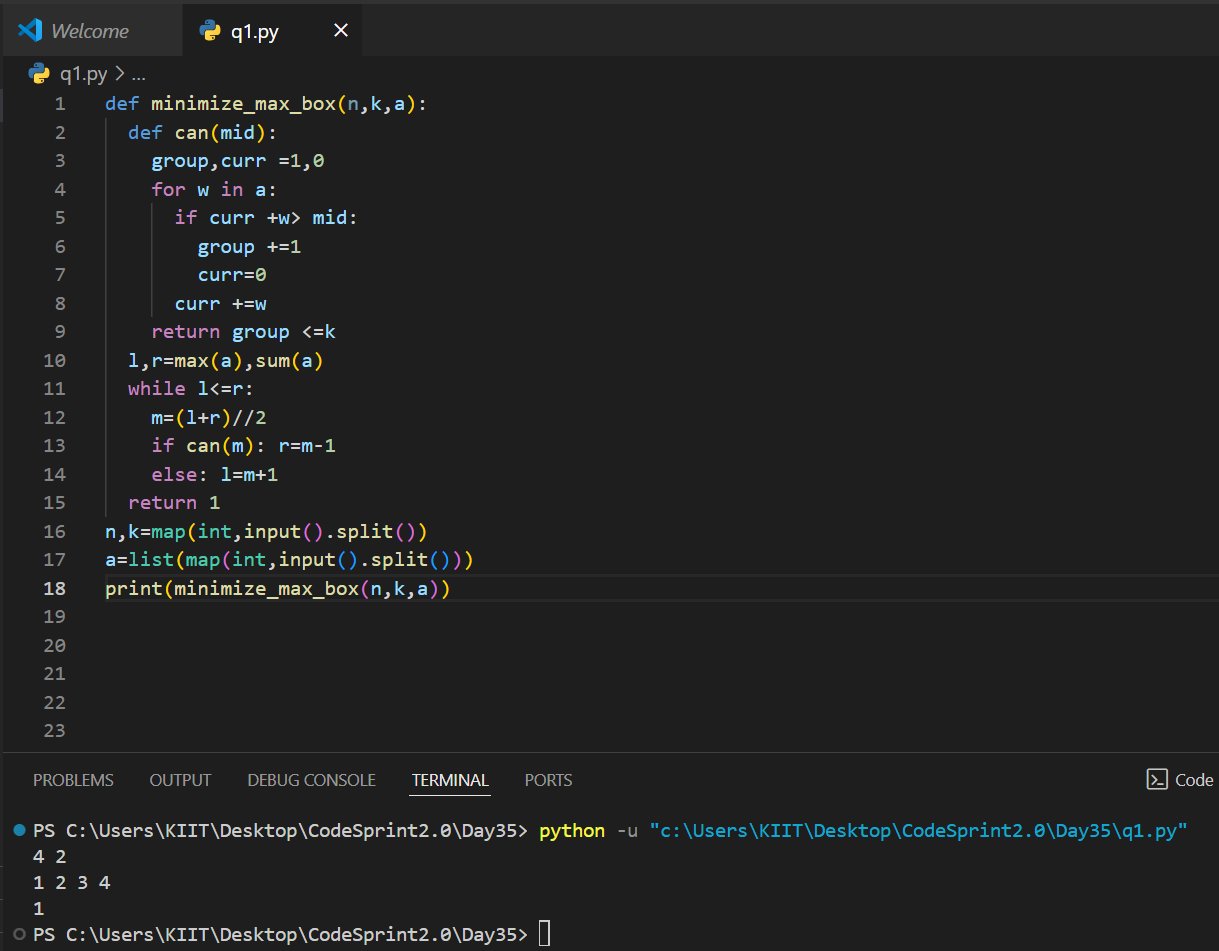 Welcome
q1.py
q1.py > ...
1 def minimize_max_box(n,k,a):
2   def can(mid):
3     group,curr =1,0
4     for w in a:
5       if curr +w> mid:
6         group +=1
7         curr=0
8       curr +=w
9     return group <=k
10   l,r=max(a),sum(a)
11   while l<=r:
12     m=(l+r)//2
13     if can(m): r=m-1
14     else: l=m+1
15   return 1
16 n,k=map(int,input().split())
17 a=list(map(int,input().split()))
18 print(minimize_max_box(n,k,a))
19
20
21
22
23
PROBLEMS OUTPUT DEBUG CONSOLE TERMINAL PORTS Code
PS C:\Users\KIIT\Desktop\CodeSprint2.0\Day35> python -u "c:\Users\KIIT\Desktop\CodeSprint2.0\Day35\q1.py"
4 2
1 2 3 4
1
PS C:\Users\KIIT\Desktop\CodeSprint2.0\Day35>